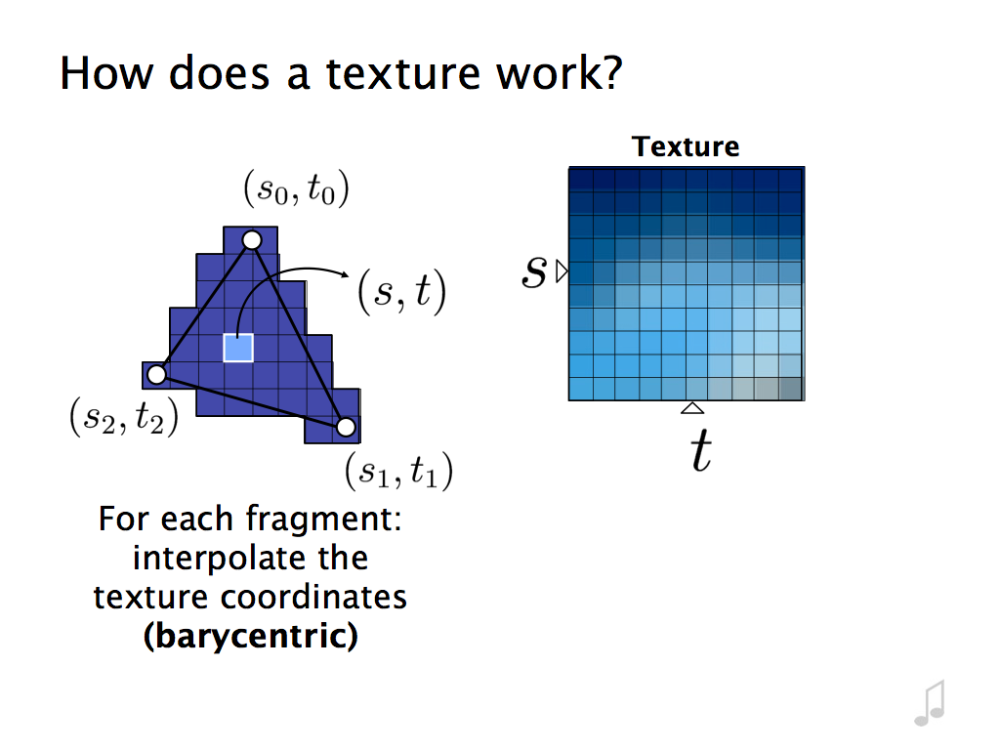 How does a texture work?
Texture
(s₀, t₀)
(s, t)
s
(s₂, t₂)
t
(s₁, t₁)
For each fragment:
interpolate the
texture coordinates
(barycentric)